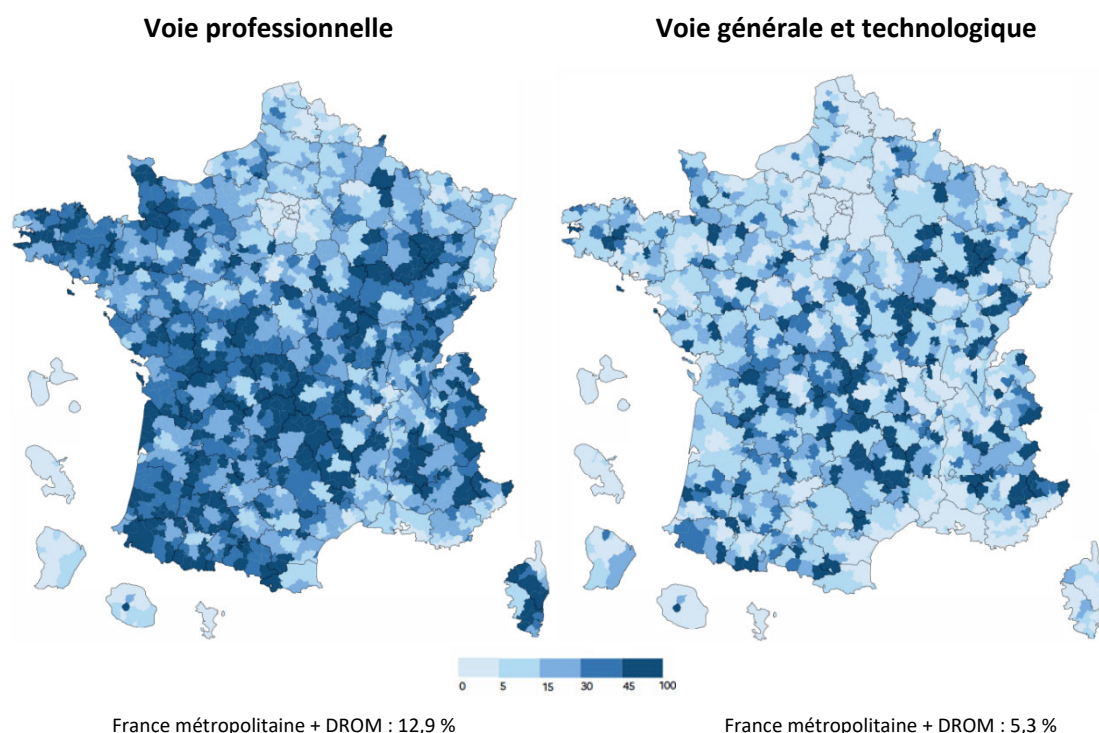 Voie professionnelle
Voie générale et technologique
0 5 15 30 45 100
France métropolitaine + DROM : 12,9 %
France métropolitaine + DROM : 5,3 %